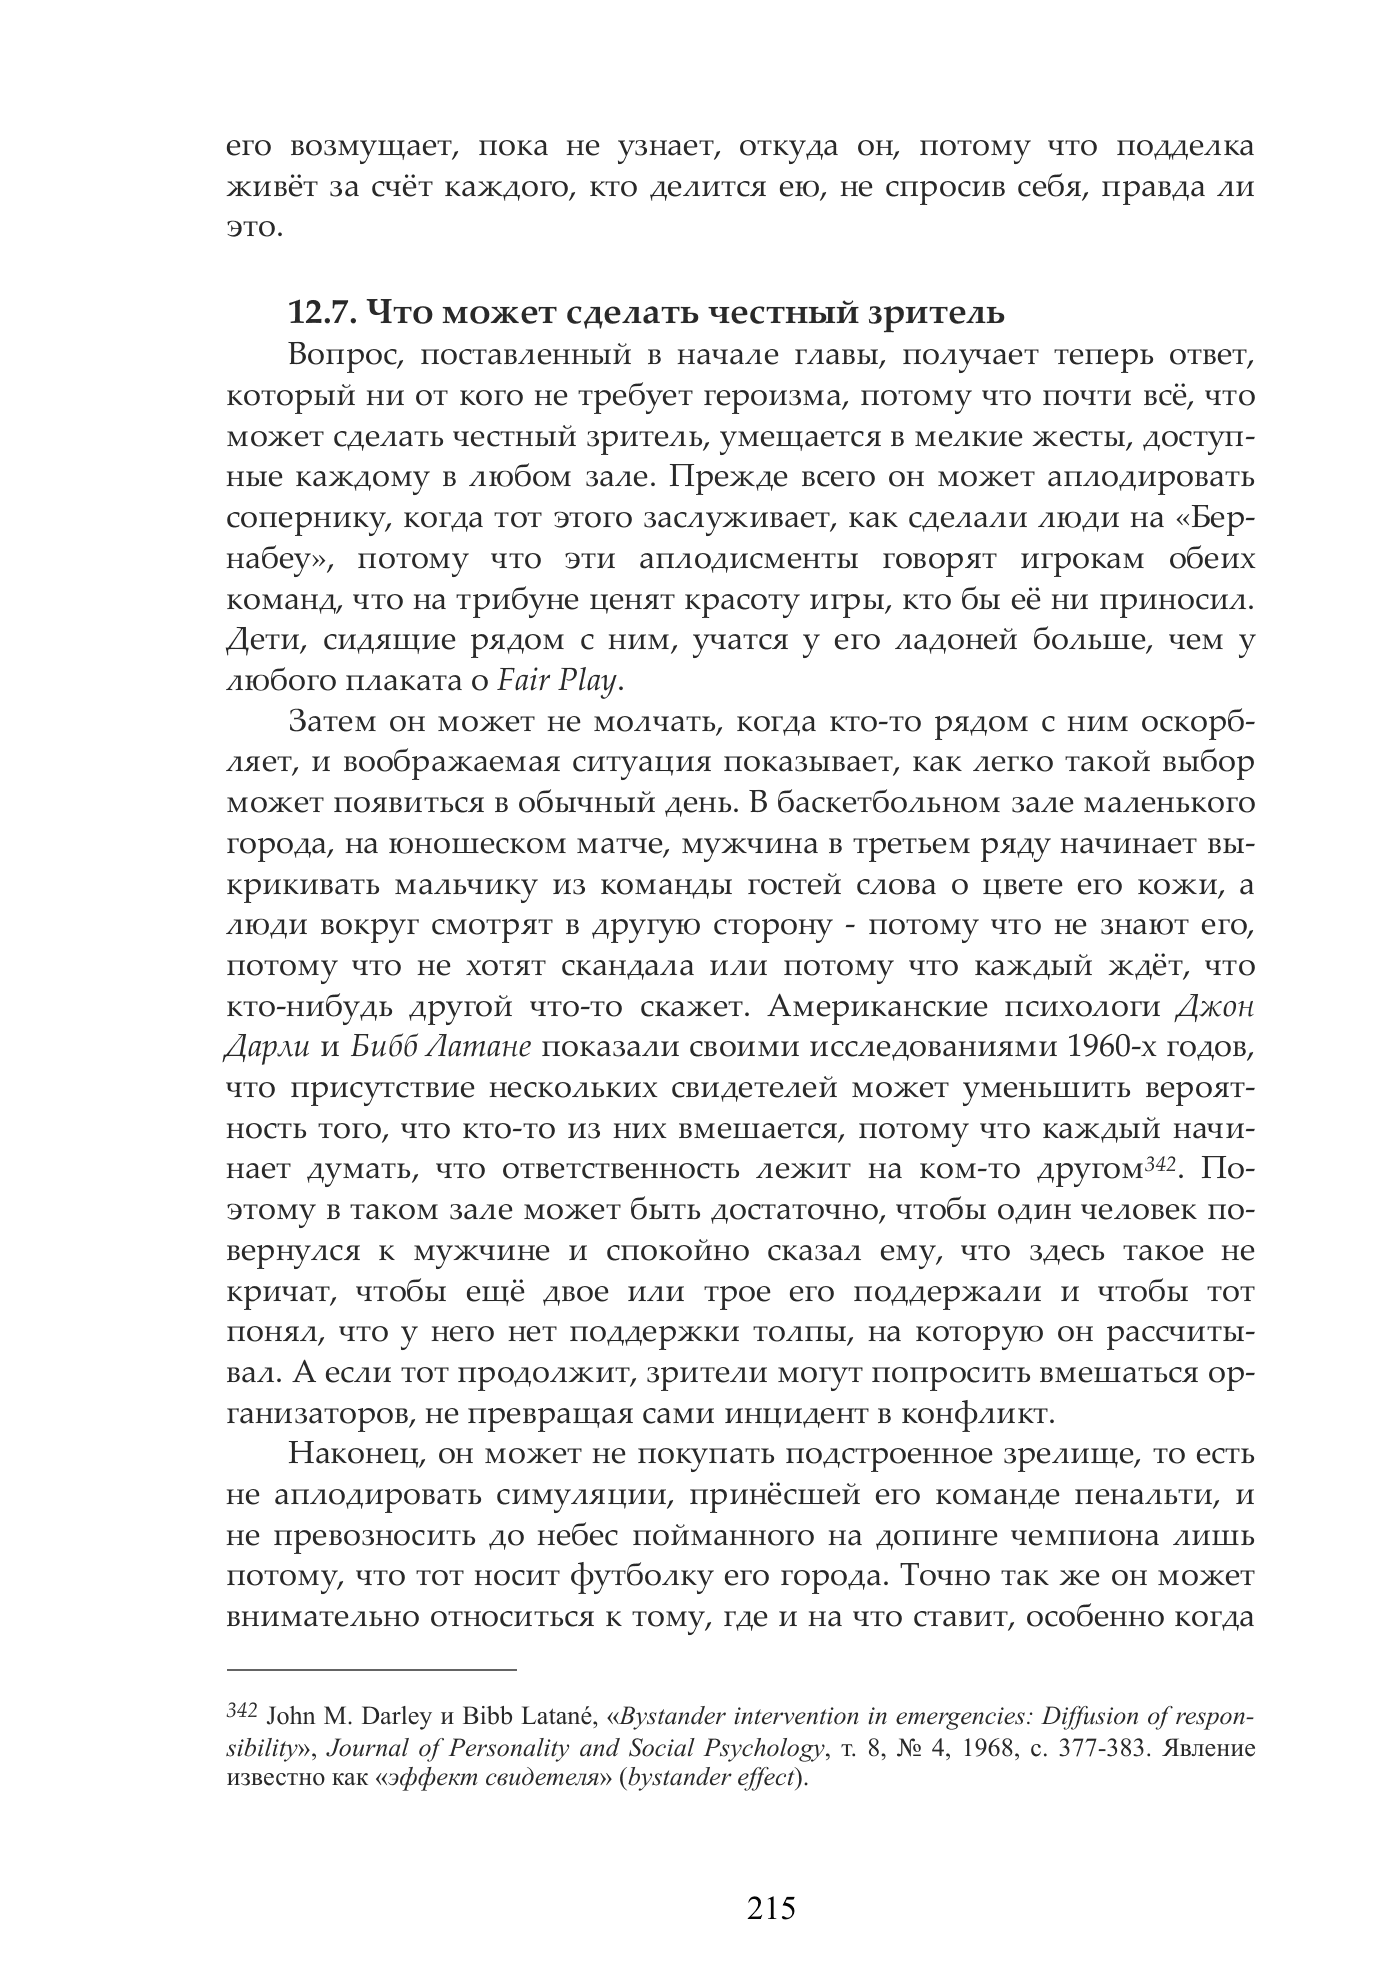 его возмущает, пока не узнает, откуда он, потому что подделка
живёт за счёт каждого, кто делится ею, не спросив себя, правда ли
это.
12.7. Что может сделать честный зритель
Вопрос, поставленный в начале главы, получает теперь ответ,
который ни от кого не требует героизма, потому что почти всё, что
может сделать честный зритель, умещается в мелкие жесты, доступ-
ные каждому в любом зале. Прежде всего он может аплодировать
сопернику, когда тот этого заслуживает, как сделали люди на «Бер-
набеу», потому что эти аплодисменты говорят игрокам обеих
команд, что на трибуне ценят красоту игры, кто бы её ни приносил.
Дети, сидящие рядом с ним, учатся у его ладоней больше, чем у
любого плаката о Fair Play.
Затем он может не молчать, когда кто-то рядом с ним оскорб-
ляет, и воображаемая ситуация показывает, как легко такой выбор
может появиться в обычный день. В баскетбольном зале маленького
города, на юношеском матче, мужчина в третьем ряду начинает вы-
крикивать мальчику из команды гостей слова о цвете его кожи, а
люди вокруг смотрят в другую сторону - потому что не знают его,
потому что не хотят скандала или потому что каждый ждёт, что
кто-нибудь другой что-то скажет. Американские психологи Джон
Дарли и Бибб Латане показали своими исследованиями 1960-х годов,
что присутствие нескольких свидетелей может уменьшить вероят-
ность того, что кто-то из них вмешается, потому что каждый начи-
нает думать, что ответственность лежит на ком-то другом342. По-
этому в таком зале может быть достаточно, чтобы один человек по-
вернулся к мужчине и спокойно сказал ему, что здесь такое не
кричат, чтобы ещё двое или трое его поддержали и чтобы тот
понял, что у него нет поддержки толпы, на которую он рассчиты-
вал. А если тот продолжит, зрители могут попросить вмешаться ор-
ганизаторов, не превращая сами инцидент в конфликт.
Наконец, он может не покупать подстроенное зрелище, то есть
не аплодировать симуляции, принёсшей его команде пенальти, и
не превозносить до небес пойманного на допинге чемпиона лишь
потому, что тот носит футболку его города. Точно так же он может
внимательно относиться к тому, где и на что ставит, особенно когда
342 John M. Darley и Bibb Latané, «Bystander intervention in emergencies: Diffusion of respon-
sibility», Journal of Personality and Social Psychology, т. 8, № 4, 1968, с. 377-383. Явление
известно как «эффект свидетеля» (bystander effect).
215